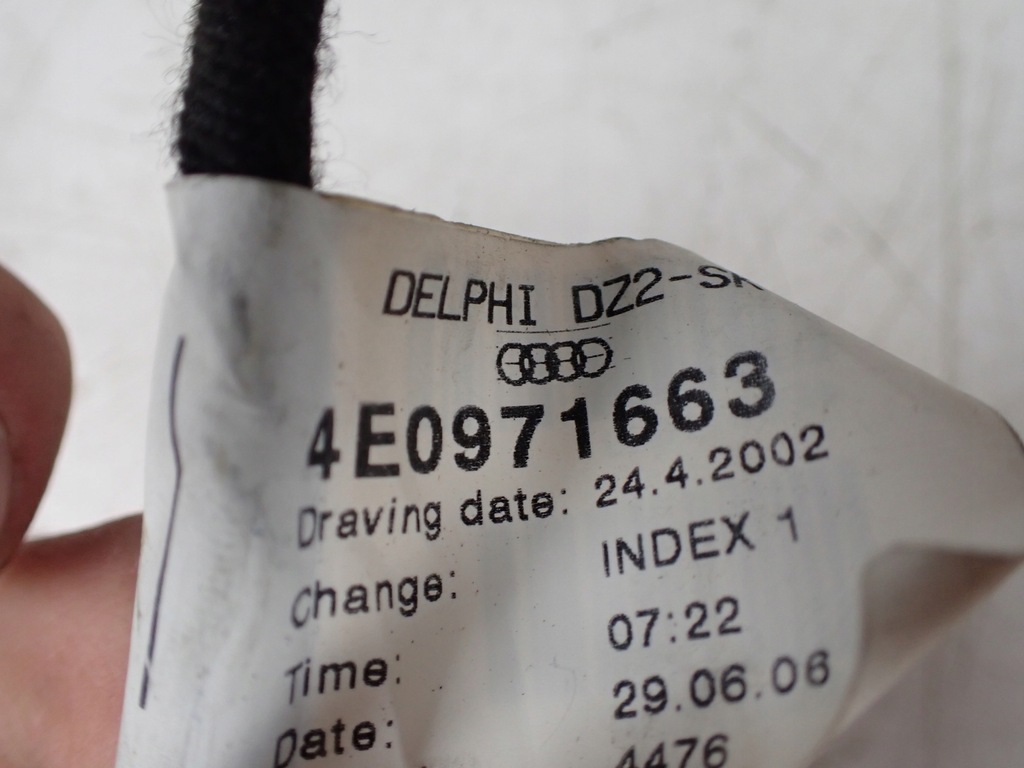 DELPHI DZ2-
4E0971663
Draving date: 24.4.2002
Change: INDEX 1
Time: 07:22
Date: 29.06.06
4476